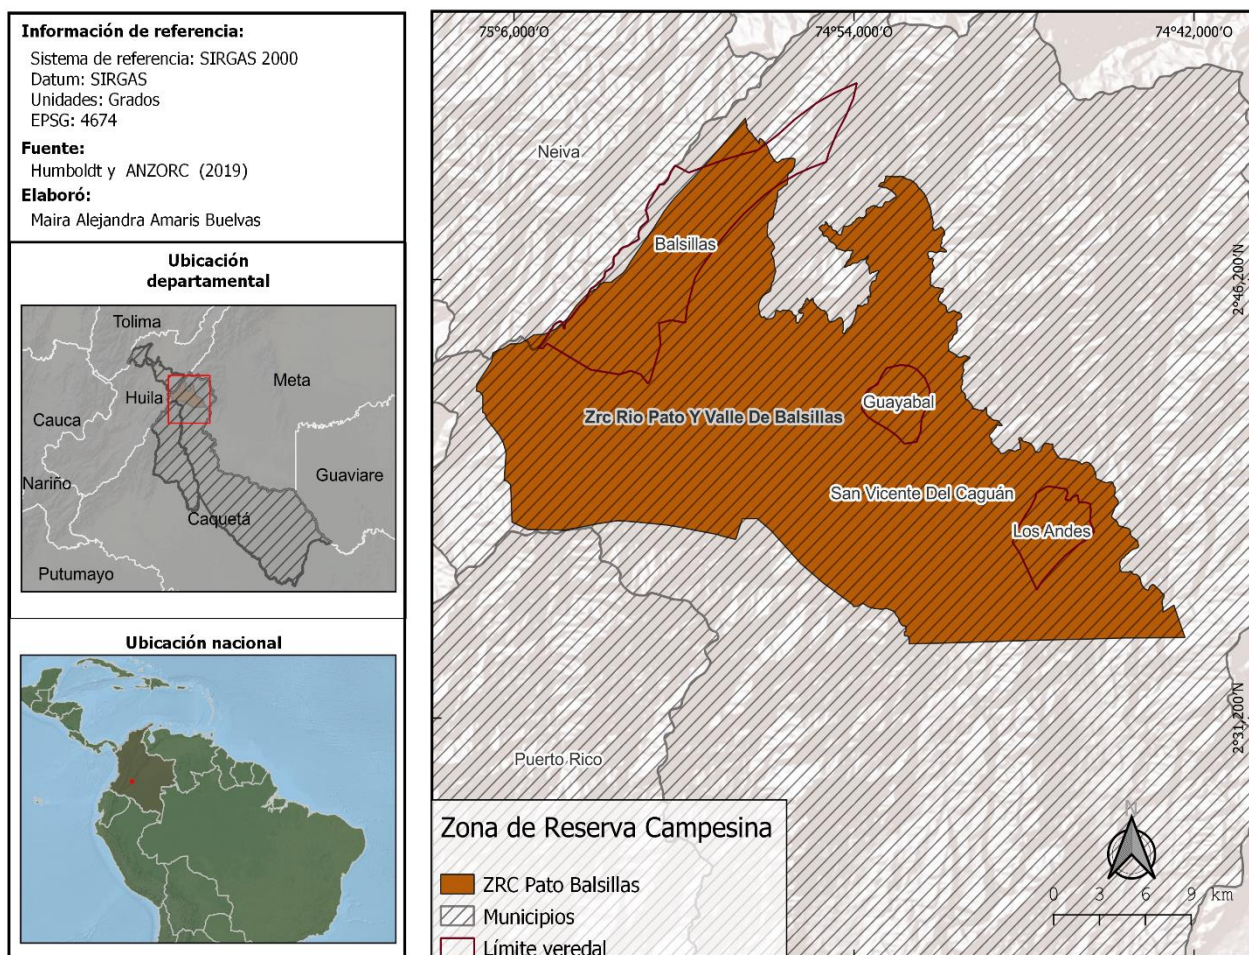 Información de referencia:
Sistema de referencia: SIRGAS 2000
Datum: SIRGAS
Unidades: Grados
EPSG: 4674
Fuente:
Humboldt y ANZORC (2019)
Elaboró:
Maira Alejandra Amaris Buelvas
Ubicación
departamental
Tolima
Meta
Huila
Cauca
Guaviare
Nariño
Caquetá
Putumayo
Ubicación nacional
75°6,000'O
74°54,000'O
74°42,000'O
Neiva
Balsillas
2°46,200'N
Guayabal
Zrc Rio Pato Y Valle De Balsillas
San Vicente Del Caguán
Los Andes
2°31,200'N
Puerto Rico
Zona de Reserva Campesina
ZRC Pato Balsillas
Municipios
Límite veredal
N
0 3 6 9 km